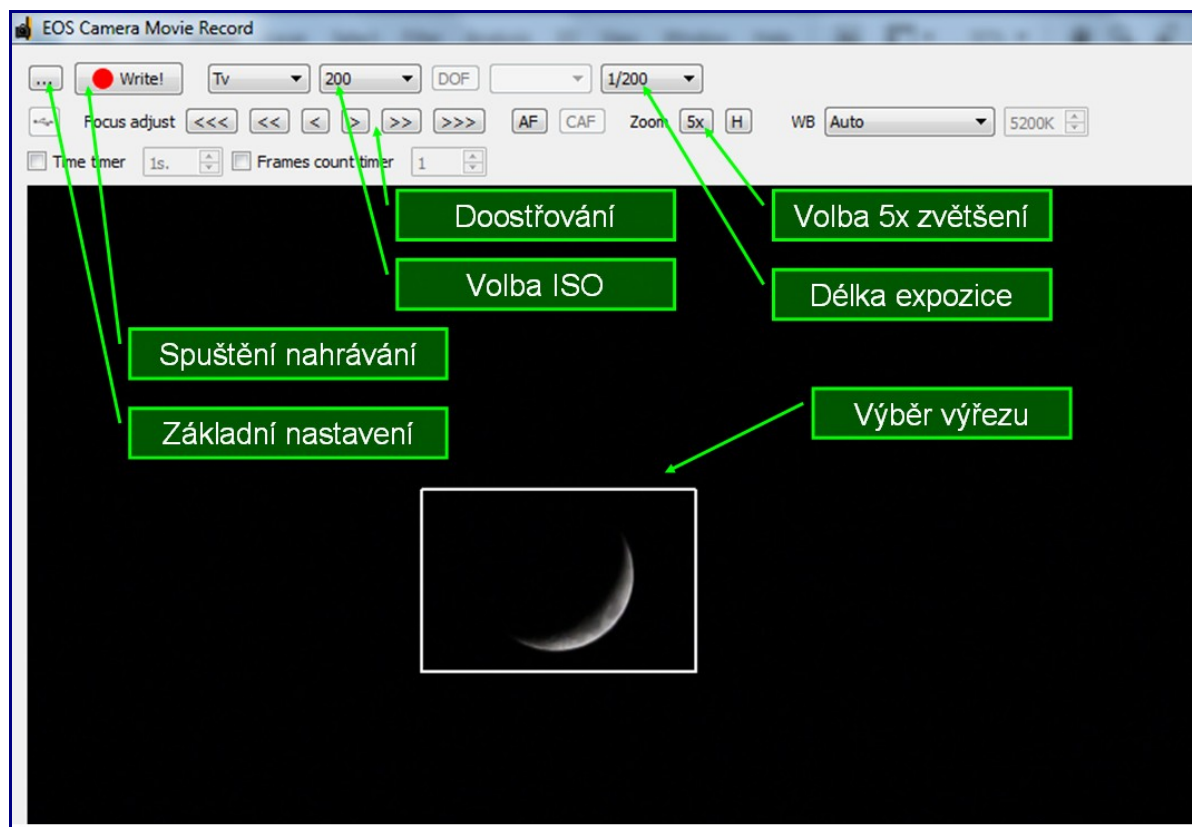 EOS Camera Movie Record
... Write! Tv 200 DOF 1/200
Focus adjust <<< << < > >> >>> AF CAF Zoom 5x H WB Auto 5200K
Time timer 1s. Frames count timer 1
Doostřování
Volba 5x zvětšení
Volba ISO
Délka expozice
Spuštění nahrávání
Výběr výřezu
Základní nastavení